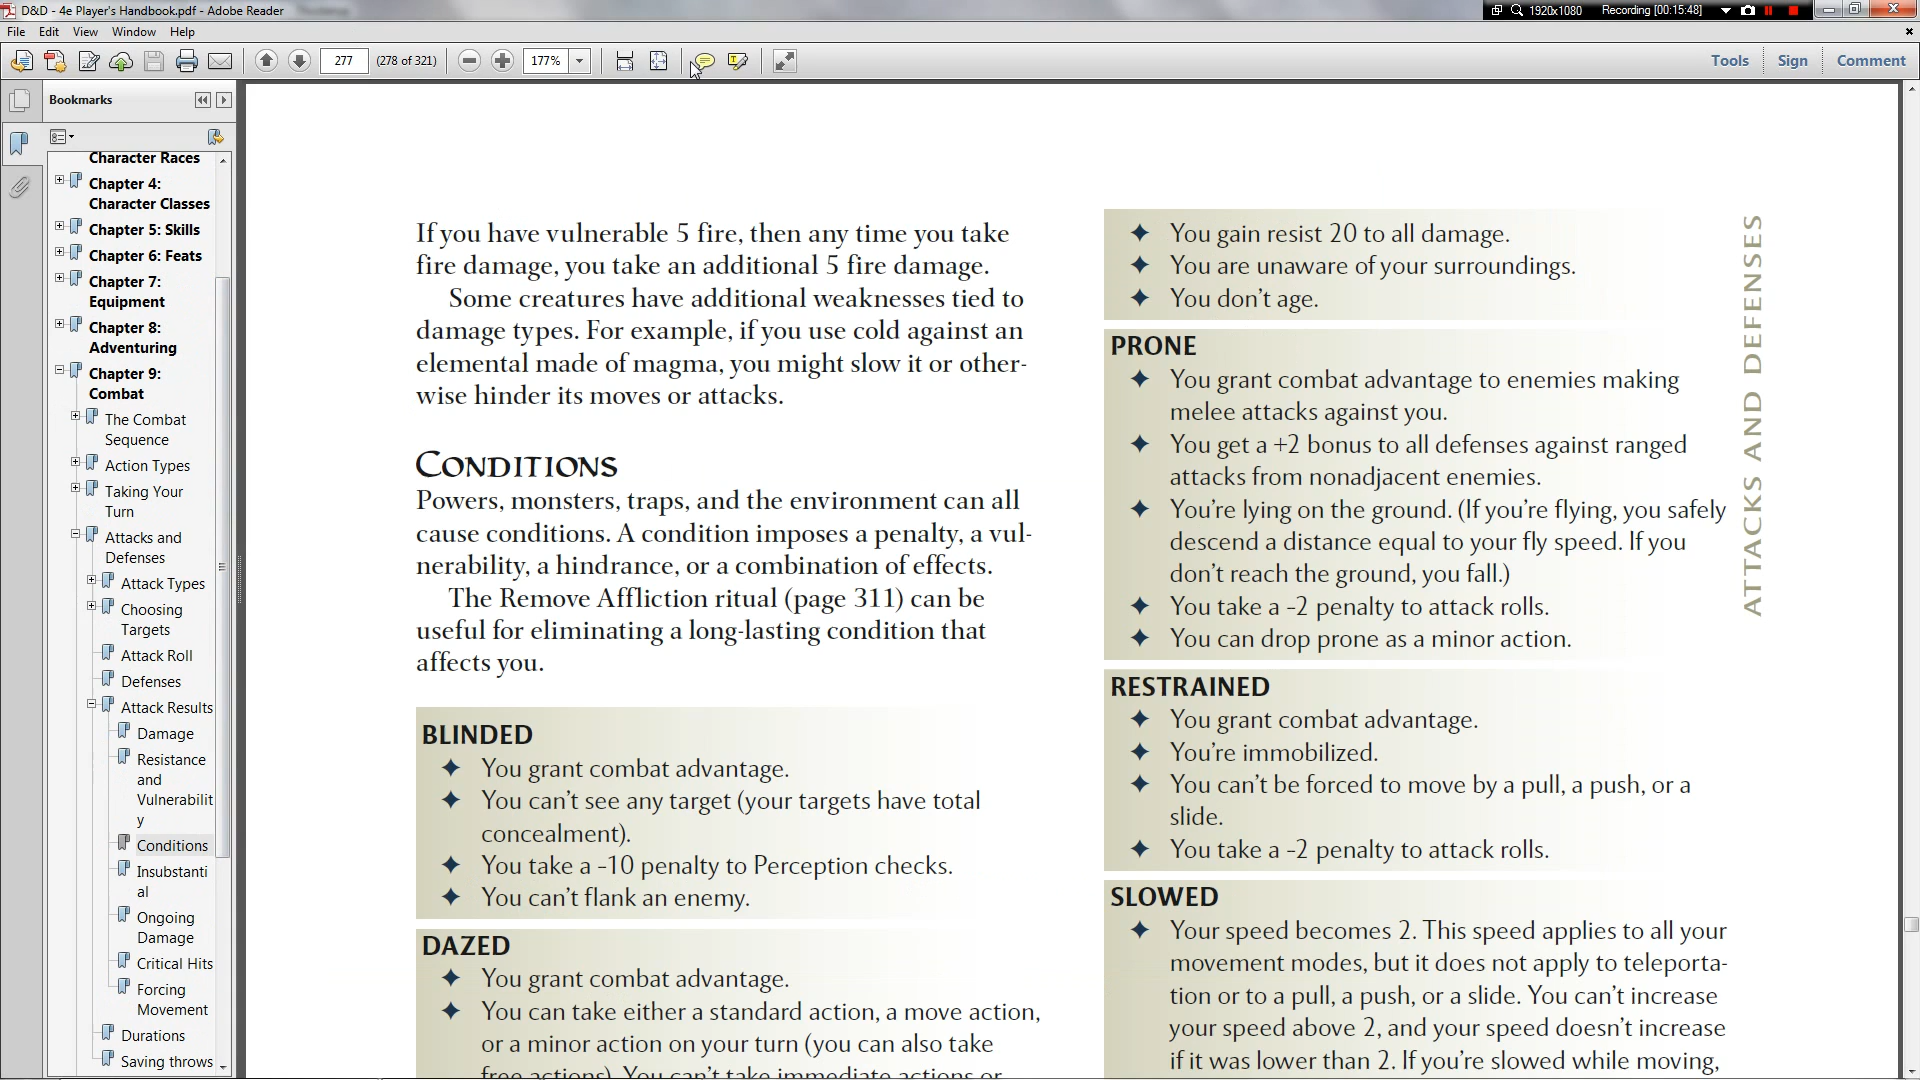 D&D - 4e Player's Handbook.pdf - Adobe Reader
1920x1080
Recording [00:15:48]
File Edit View Window Help
277
(278 of 321)
177%
Tools
Sign
Comment
Bookmarks
Character Races
Chapter 4:
Character Classes
Chapter 5: Skills
Chapter 6: Feats
Chapter 7:
Equipment
Chapter 8:
Adventuring
Chapter 9:
Combat
The Combat
Sequence
Action Types
Taking Your
Turn
Attacks and
Defenses
Attack Types
Choosing
Targets
Attack Roll
Defenses
Attack Results
Damage
Resistance
and
Vulnerabilit
y
Conditions
Insubstanti
al
Ongoing
Damage
Critical Hits
Forcing
Movement
Durations
Saving throws
If you have vulnerable 5 fire, then any time you take
fire damage, you take an additional 5 fire damage.
Some creatures have additional weaknesses tied to
damage types. For example, if you use cold against an
elemental made of magma, you might slow it or other-
wise hinder its moves or attacks.
CONDITIONS
Powers, monsters, traps, and the environment can all
cause conditions. A condition imposes a penalty, a vul-
nerability, a hindrance, or a combination of effects.
The Remove Affliction ritual (page 311) can be
useful for eliminating a long-lasting condition that
affects you.
BLINDED
✦ You grant combat advantage.
✦ You can't see any target (your targets have total
concealment).
✦ You take a -10 penalty to Perception checks.
✦ You can't flank an enemy.
DAZED
✦ You grant combat advantage.
✦ You can take either a standard action, a move action,
or a minor action on your turn (you can also take
free actions). You can't take immediate actions or
✦ You gain resist 20 to all damage.
✦ You are unaware of your surroundings.
✦ You don't age.
PRONE
✦ You grant combat advantage to enemies making
melee attacks against you.
✦ You get a +2 bonus to all defenses against ranged
attacks from nonadjacent enemies.
✦ You're lying on the ground. (If you're flying, you safely
descend a distance equal to your fly speed. If you
don't reach the ground, you fall.)
✦ You take a -2 penalty to attack rolls.
✦ You can drop prone as a minor action.
RESTRAINED
✦ You grant combat advantage.
✦ You're immobilized.
✦ You can't be forced to move by a pull, a push, or a
slide.
✦ You take a -2 penalty to attack rolls.
SLOWED
✦ Your speed becomes 2. This speed applies to all your
movement modes, but it does not apply to teleporta-
tion or to a pull, a push, or a slide. You can't increase
your speed above 2, and your speed doesn't increase
if it was lower than 2. If you're slowed while moving,
ATTACKS AND DEFENSES